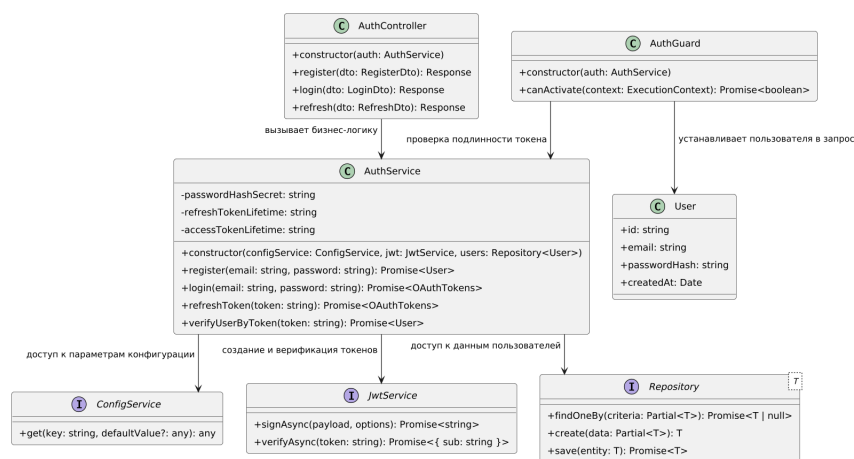 C AuthController
+constructor(auth: AuthService)
+register(dto: RegisterDto): Response
+login(dto: LoginDto): Response
+refresh(dto: RefreshDto): Response
C AuthGuard
+constructor(auth: AuthService)
+canActivate(context: ExecutionContext): Promise<boolean>
вызывает бизнес-логику
проверка подлинности токена
устанавливает пользователя в запрос
C AuthService
-passwordHashSecret: string
-refreshTokenLifetime: string
-accessTokenLifetime: string
+constructor(configService: ConfigService, jwt: JwtService, users: Repository<User>)
+register(email: string, password: string): Promise<User>
+login(email: string, password: string): Promise<OAuthTokens>
+refreshToken(token: string): Promise<OAuthTokens>
+verifyUserByToken(token: string): Promise<User>
C User
+id: string
+email: string
+passwordHash: string
+createdAt: Date
доступ к параметрам конфигурации
создание и верификация токенов
доступ к данным пользователей
I ConfigService
+get(key: string, defaultValue?: any): any
I JwtService
+signAsync(payload, options): Promise<string>
+verifyAsync(token: string): Promise<{ sub: string }>
I Repository
T
+findOneBy(criteria: Partial<T>): Promise<T | null>
+create(data: Partial<T>): T
+save(entity: T): Promise<T>